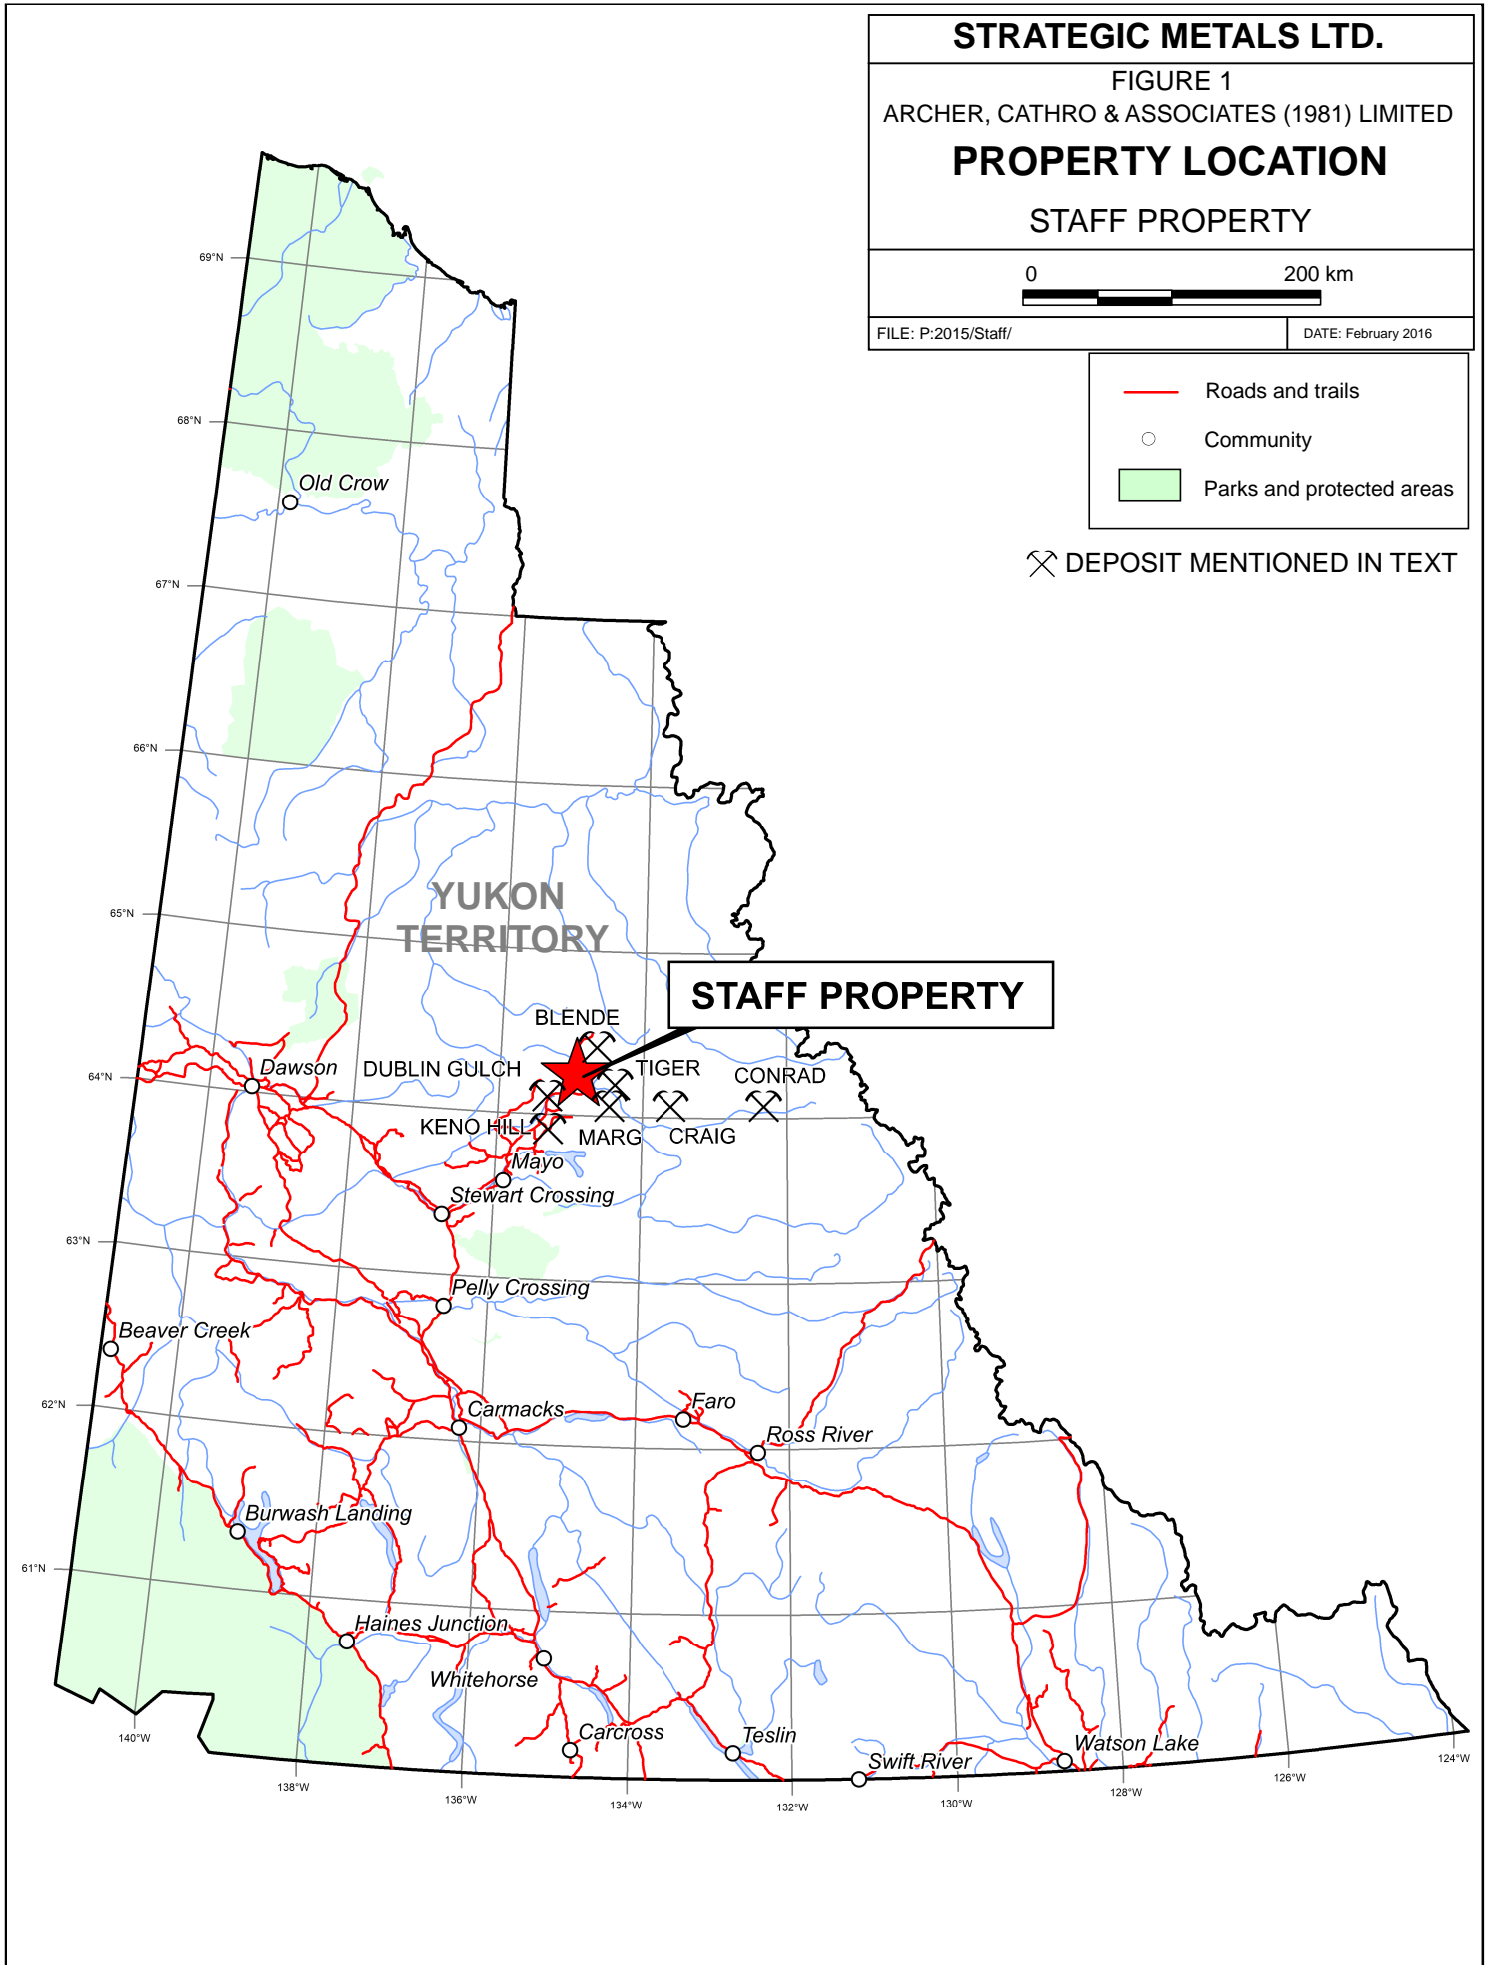 STRATEGIC METALS LTD.
FIGURE 1
ARCHER, CATHRO & ASSOCIATES (1981) LIMITED
PROPERTY LOCATION
STAFF PROPERTY
0 200 km
FILE: P:2015/Staff/ DATE: February 2016
Roads and trails
Community
Parks and protected areas
DEPOSIT MENTIONED IN TEXT
69°N
68°N
Old Crow
67°N
66°N
65°N
YUKON
TERRITORY
STAFF PROPERTY
BLENDE
DUBLIN GULCH
TIGER
CONRAD
64°N
Dawson
KENO HILL
MARG
CRAIG
Mayo
Stewart Crossing
63°N
Pelly Crossing
Beaver Creek
62°N
Carmacks
Faro
Ross River
Burwash Landing
61°N
Haines Junction
Whitehorse
Carcross
Teslin
Swift River
Watson Lake
140°W
138°W
136°W
134°W
132°W
130°W
128°W
126°W
124°W